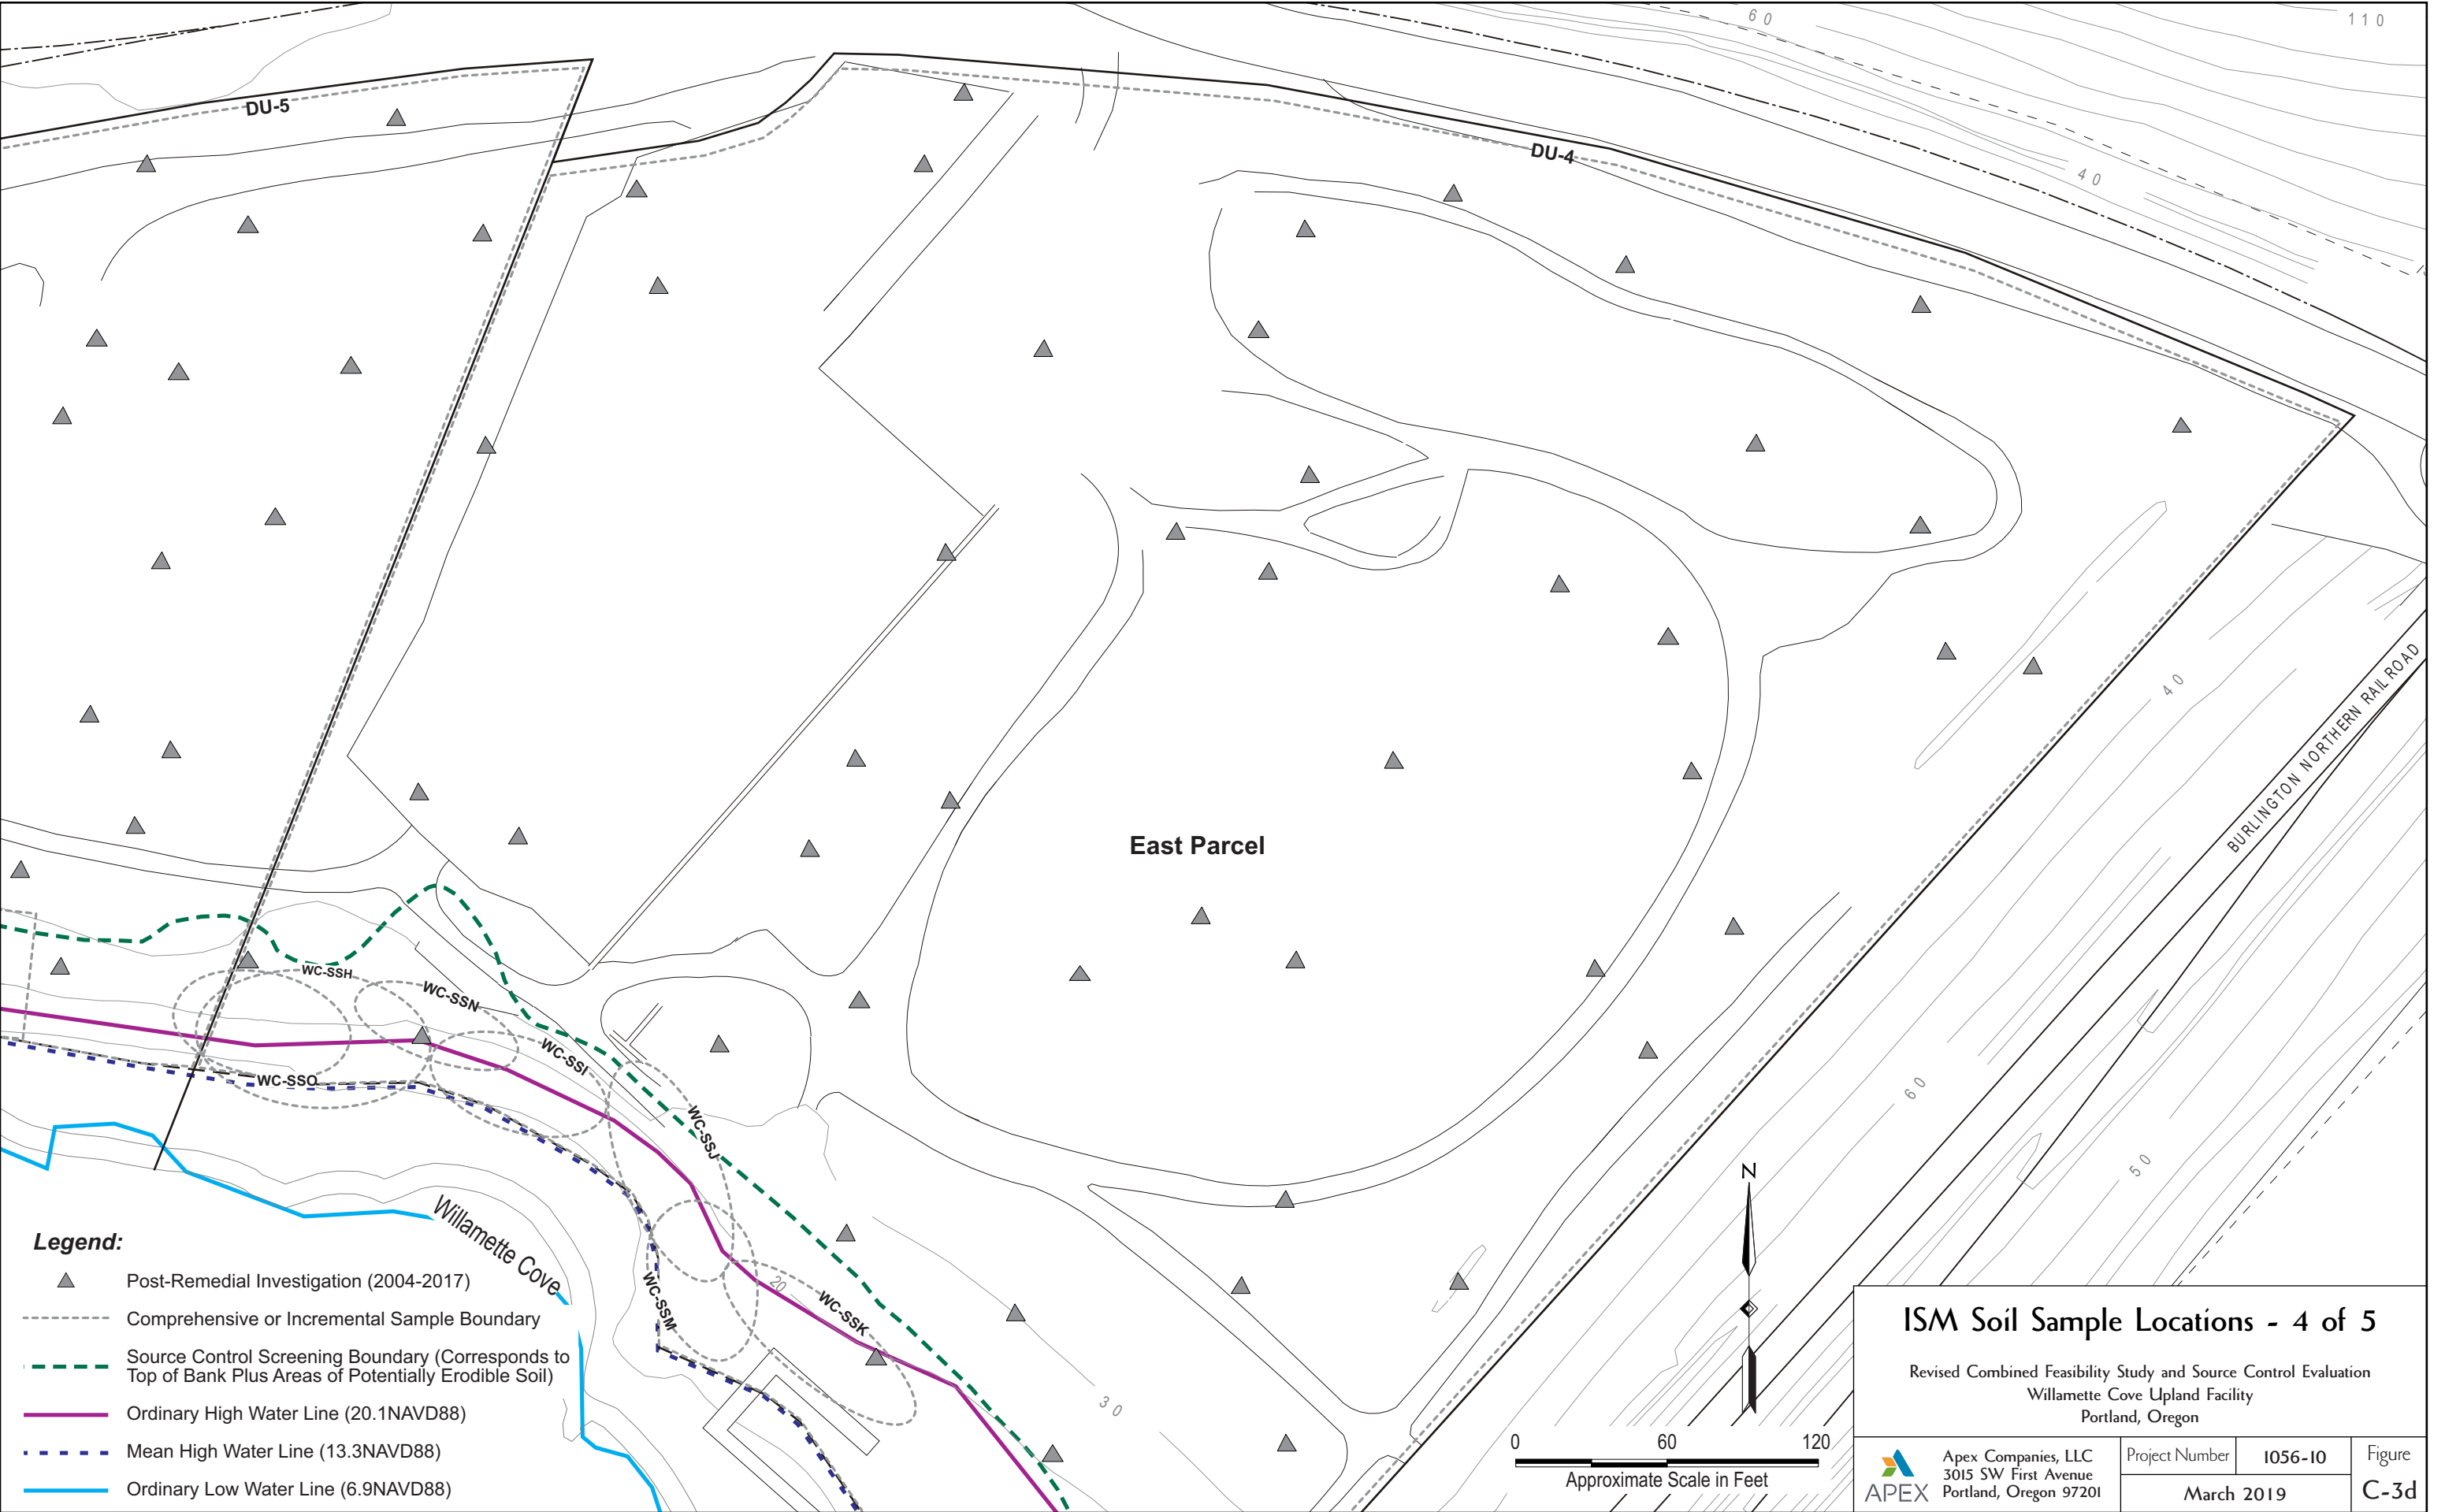 60
110
DU-5
DU-4
40
40
BURLINGTON NORTHERN RAILROAD
East Parcel
WC-SSH
WC-SSN
WC-SSI
WC-SSO
WC-SSJ
WC-SSM
WC-SSK
20
30
60
50
Willamette Cove
N
Legend:
Post-Remedial Investigation (2004-2017)
Comprehensive or Incremental Sample Boundary
Source Control Screening Boundary (Corresponds to
Top of Bank Plus Areas of Potentially Erodible Soil)
Ordinary High Water Line (20.1NAVD88)
Mean High Water Line (13.3NAVD88)
Ordinary Low Water Line (6.9NAVD88)
0 60 120
Approximate Scale in Feet
ISM Soil Sample Locations - 4 of 5
Revised Combined Feasibility Study and Source Control Evaluation
Willamette Cove Upland Facility
Portland, Oregon
APEX
Apex Companies, LLC
3015 SW First Avenue
Portland, Oregon 97201
Project Number 1056-10
March 2019
Figure
C-3d